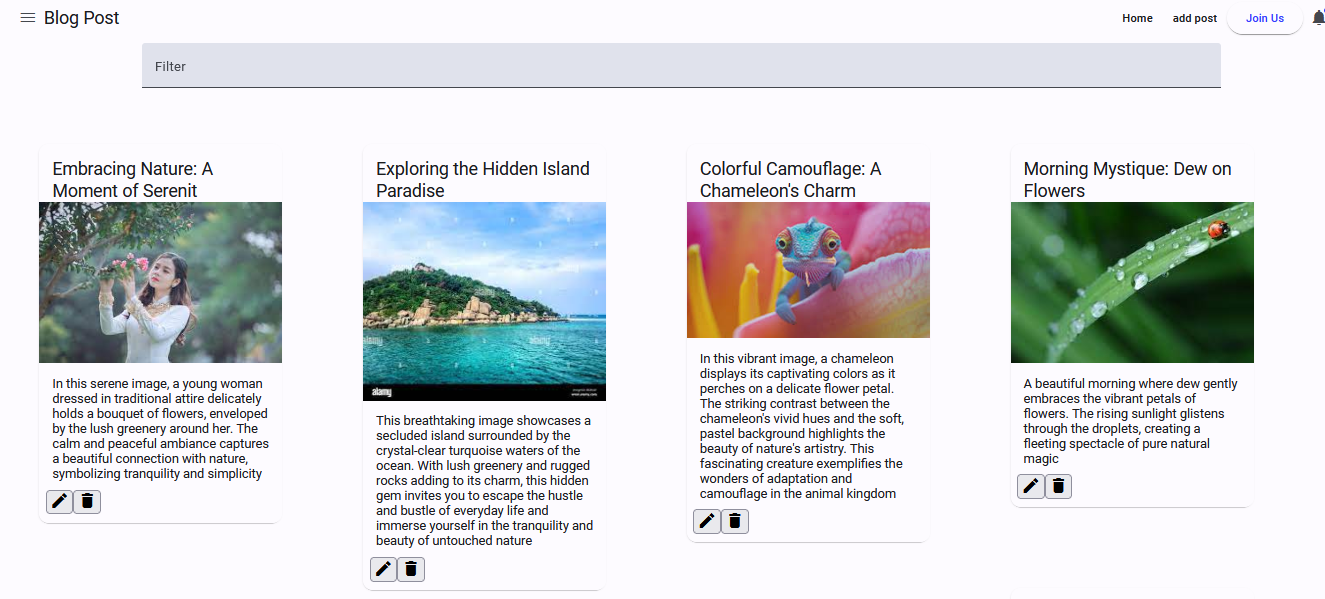 Blog Post
Home
add post
Join Us
Filter
Embracing Nature: A
Moment of Serenit
In this serene image, a young woman
dressed in traditional attire delicately
holds a bouquet of flowers, enveloped
by the lush greenery around her. The
calm and peaceful ambiance captures
a beautiful connection with nature,
symbolizing tranquility and simplicity
Exploring the Hidden Island
Paradise
alamy
alamy
alamy
This breathtaking image showcases a
secluded island surrounded by the
crystal-clear turquoise waters of the
ocean. With lush greenery and rugged
rocks adding to its charm, this hidden
gem invites you to escape the hustle
and bustle of everyday life and
immerse yourself in the tranquility and
beauty of untouched nature
Colorful Camouflage: A
Chameleon's Charm
In this vibrant image, a chameleon
displays its captivating colors as it
perches on a delicate flower petal.
The striking contrast between the
chameleon's vivid hues and the soft,
pastel background highlights the
beauty of nature's artistry. This
fascinating creature exemplifies the
wonders of adaptation and
camouflage in the animal kingdom
Morning Mystique: Dew on
Flowers
A beautiful morning where dew gently
embraces the vibrant petals of
flowers. The rising sunlight glistens
through the droplets, creating a
fleeting spectacle of pure natural
magic